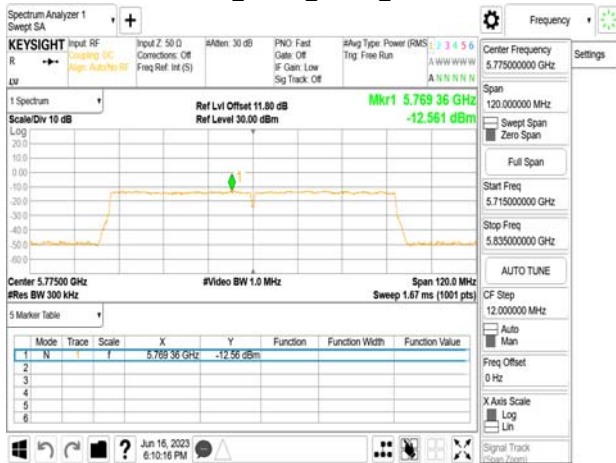 Spectrum Analyzer 1
Swept SA
+
Frequency
KEYSIGHT
R
LV
Input: RF
Coupling: DC
Align: Auto/No RF
Input Z: 50 Ω
Corrections: Off
Freq Ref: Int (S)
#Atten: 30 dB
PNO: Fast
Gate: Off
IF Gain: Low
Sig Track: Off
#Avg Type: Power (RMS)
Trig: Free Run
1 2 3 4 5 6
A W W W W W
A N N N N N
Center Frequency
5.775000000 GHz
Settings
1 Spectrum
Scale/Div 10 dB
Ref Lvl Offset 11.80 dB
Ref Level 30.00 dBm
Mkr1 5.769 36 GHz
-12.561 dBm
Log
20.0
10.0
0.00
-10.0
-20.0
-30.0
-40.0
-50.0
-60.0
1
Center 5.77500 GHz
#Res BW 300 kHz
#Video BW 1.0 MHz
Span 120.0 MHz
Sweep 1.67 ms (1001 pts)
Span
120.000000 MHz
Swept Span
Zero Span
Full Span
Start Freq
5.715000000 GHz
Stop Freq
5.835000000 GHz
AUTO TUNE
CF Step
12.000000 MHz
Auto
Man
Freq Offset
0 Hz
X Axis Scale
Log
Lin
Signal Track
(Span Zoom)
5 Marker Table
Mode Trace Scale X Y Function Function Width Function Value
1 N 1 f 5.769 36 GHz -12.56 dBm
2
3
4
5
6
?
Jun 16, 2023
6:10:16 PM